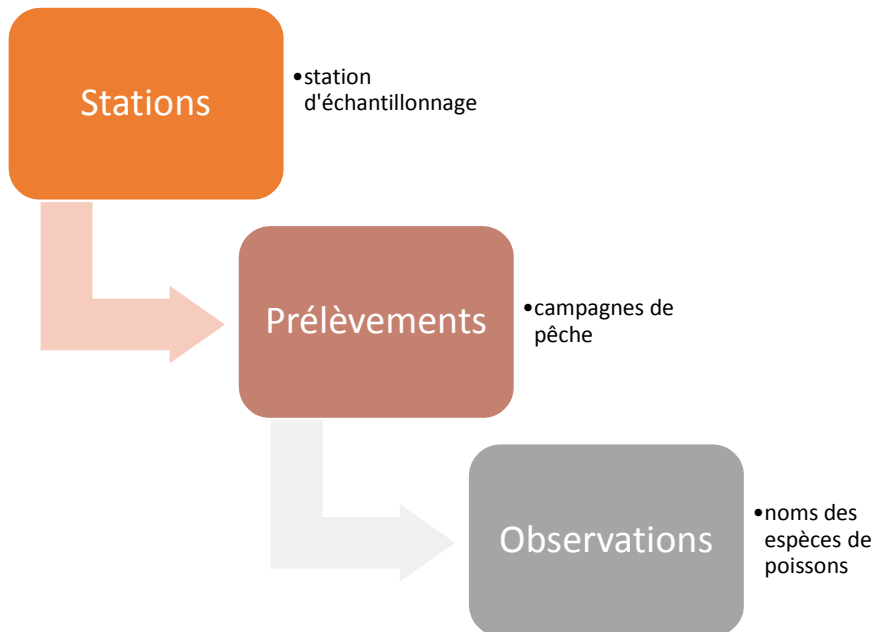 Stations
•station
d'échantillonnage
Prélèvements
•campagnes de
pêche
Observations
•noms des
espèces de
poissons